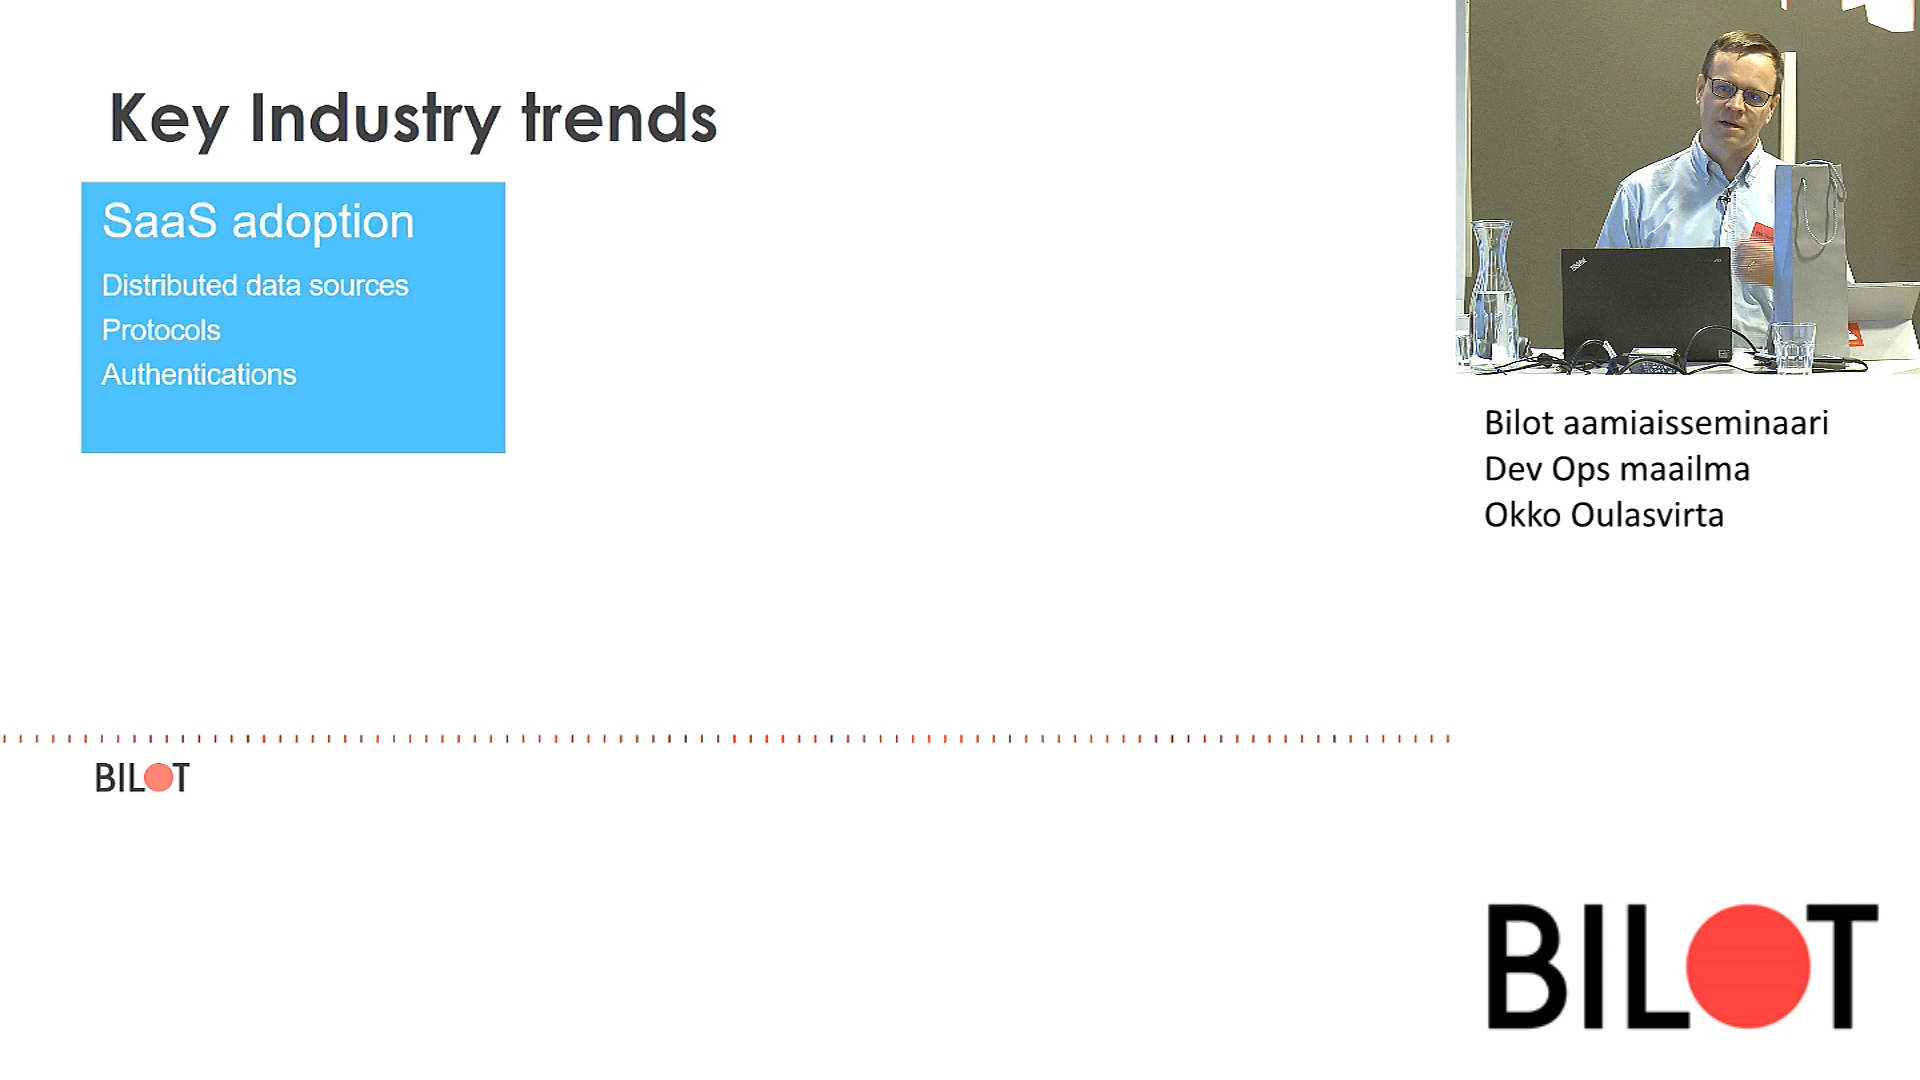 Key Industry trends
SaaS adoption
Distributed data sources
Protocols
Authentications
BILOT
Bilot aamiaisseminaari
Dev Ops maailma
Okko Oulasvirta
BILOT